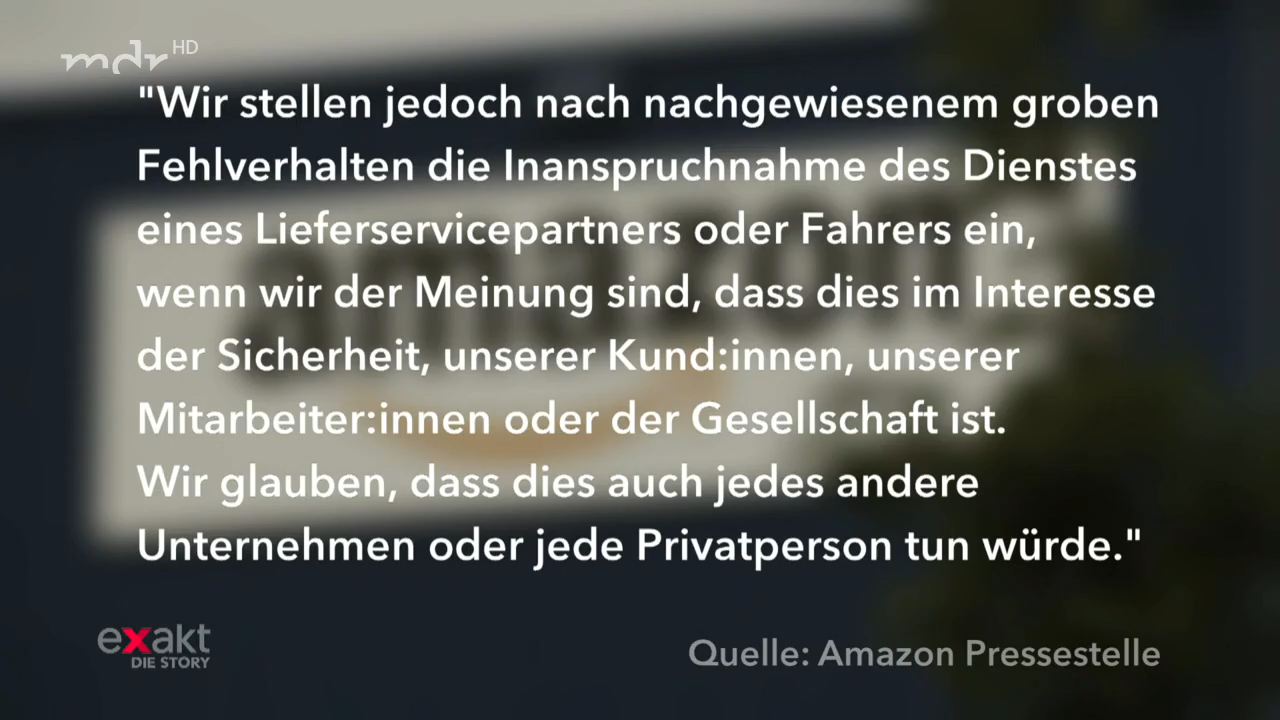 mdr HD
"Wir stellen jedoch nach nachgewiesenem groben
Fehlverhalten die Inanspruchnahme des Dienstes
eines Lieferservicepartners oder Fahrers ein,
wenn wir der Meinung sind, dass dies im Interesse
der Sicherheit, unserer Kund:innen, unserer
Mitarbeiter:innen oder der Gesellschaft ist.
Wir glauben, dass dies auch jedes andere
Unternehmen oder jede Privatperson tun würde."
amazon
exakt
DIE STORY
Quelle: Amazon Pressestelle